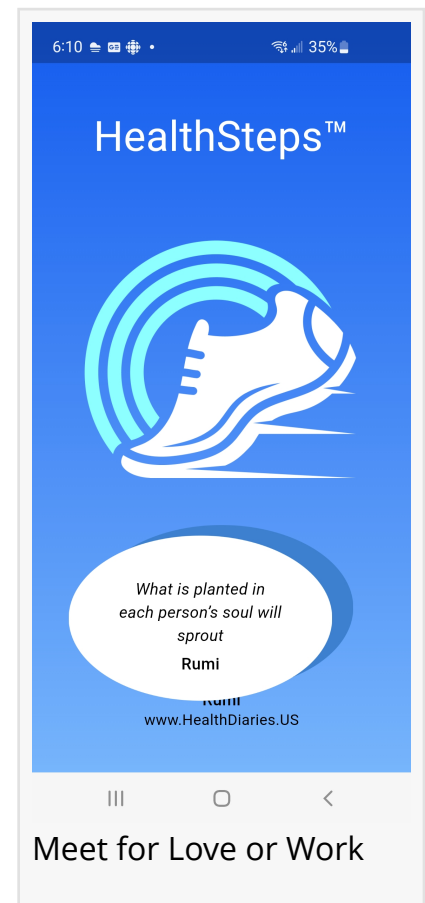 6:10 35%
HealthSteps™
What is planted in
each person's soul will
sprout
Rumi
Rumi
www.HealthDiaries.US
Meet for Love or Work